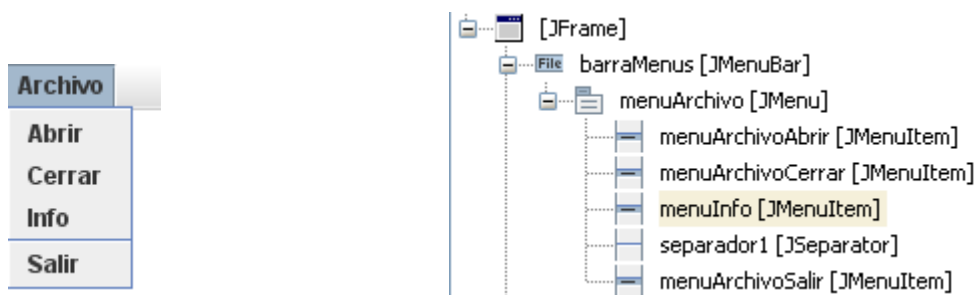 Archivo
Abrir
Cerrar
Info
Salir
[JFrame]
File barraMenus [JMenuBar]
menuArchivo [JMenu]
menuArchivoAbrir [JMenuItem]
menuArchivoCerrar [JMenuItem]
menuInfo [JMenuItem]
separador1 [JSeparator]
menuArchivoSalir [JMenuItem]